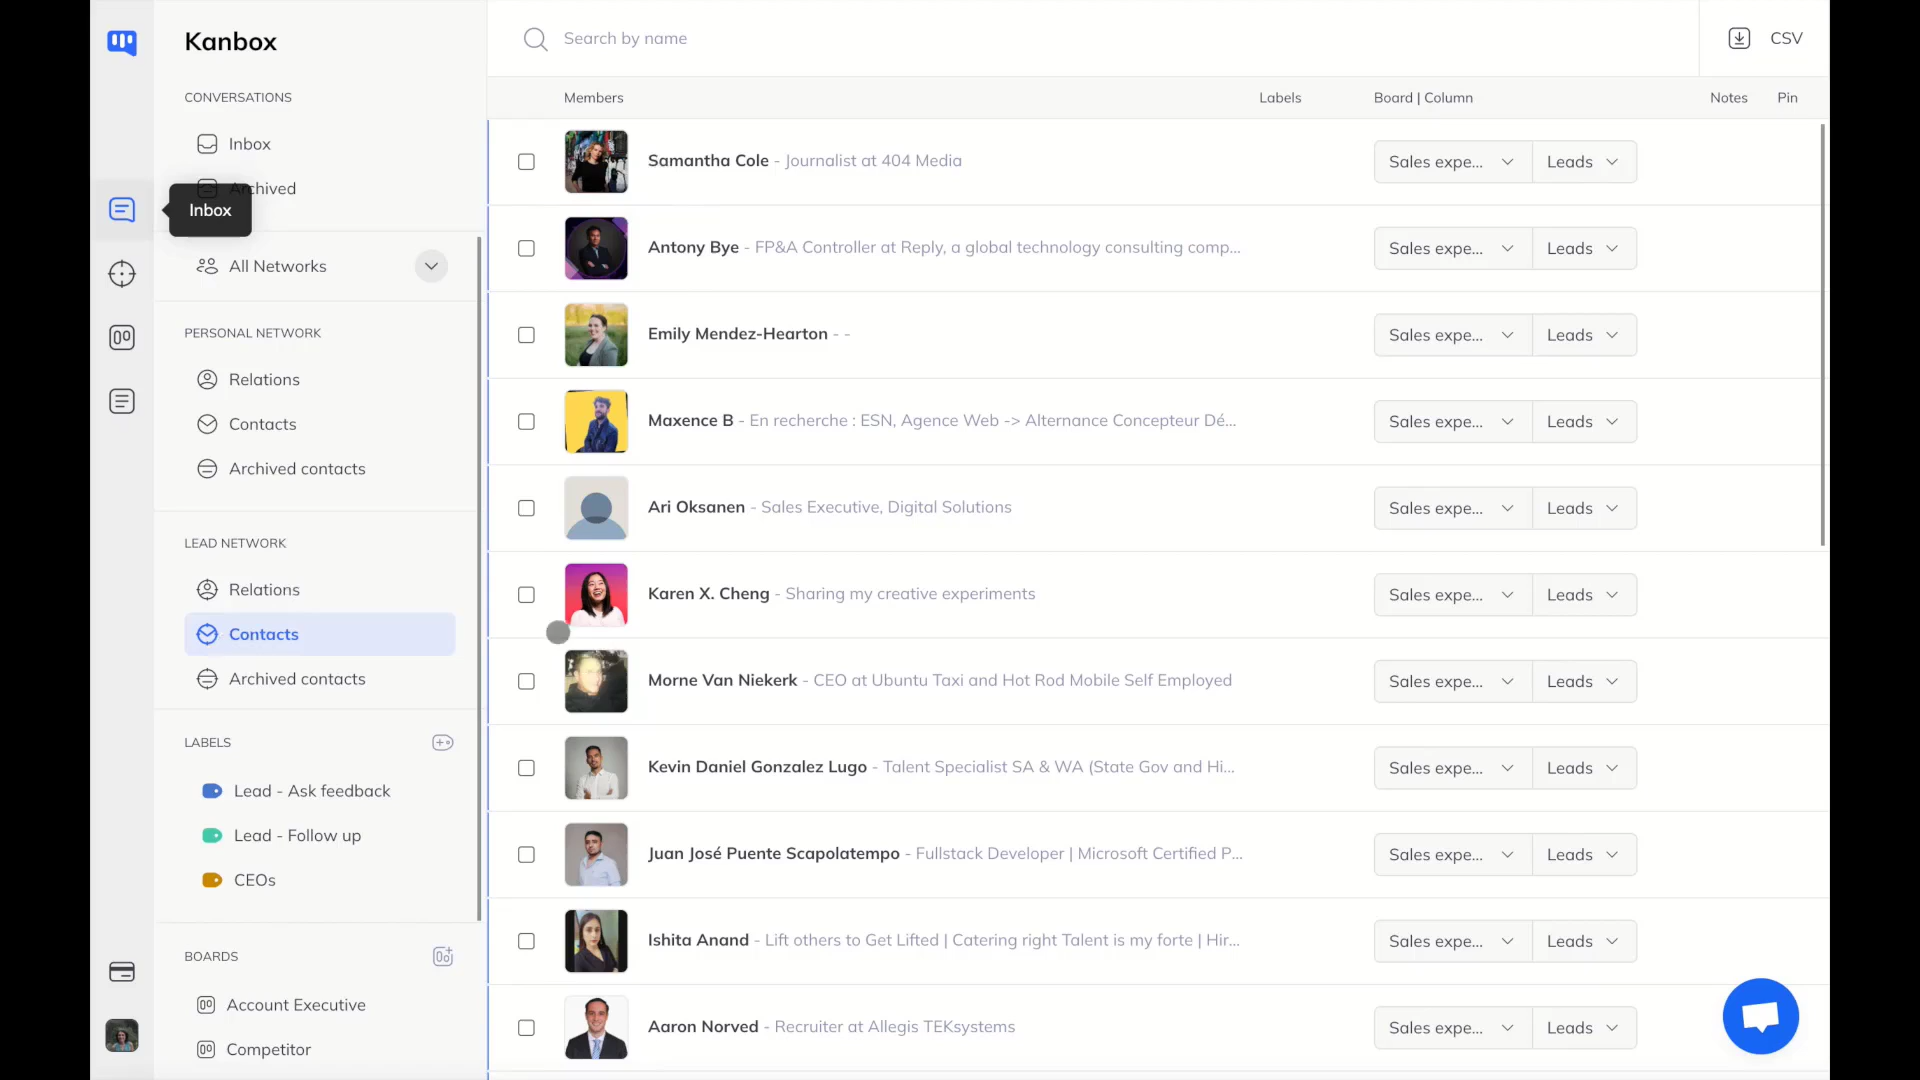 Kanbox
CONVERSATIONS
Inbox
Archived
Inbox
All Networks
PERSONAL NETWORK
Relations
Contacts
Archived contacts
LEAD NETWORK
Relations
Contacts
Archived contacts
LABELS
Lead - Ask feedback
Lead - Follow up
CEOs
BOARDS
Account Executive
Competitor
Search by name
CSV
Members Labels Board | Column Notes Pin
Samantha Cole - Journalist at 404 Media Sales expe... Leads
Antony Bye - FP&A Controller at Reply, a global technology consulting comp... Sales expe... Leads
Emily Mendez-Hearton - - Sales expe... Leads
Maxence B - En recherche : ESN, Agence Web -> Alternance Concepteur Dé... Sales expe... Leads
Ari Oksanen - Sales Executive, Digital Solutions Sales expe... Leads
Karen X. Cheng - Sharing my creative experiments Sales expe... Leads
Morne Van Niekerk - CEO at Ubuntu Taxi and Hot Rod Mobile Self Employed Sales expe... Leads
Kevin Daniel Gonzalez Lugo - Talent Specialist SA & WA (State Gov and Hi... Sales expe... Leads
Juan José Puente Scapolatempo - Fullstack Developer | Microsoft Certified P... Sales expe... Leads
Ishita Anand - Lift others to Get Lifted | Catering right Talent is my forte | Hir... Sales expe... Leads
Aaron Norved - Recruiter at Allegis TEKsystems Sales expe... Leads